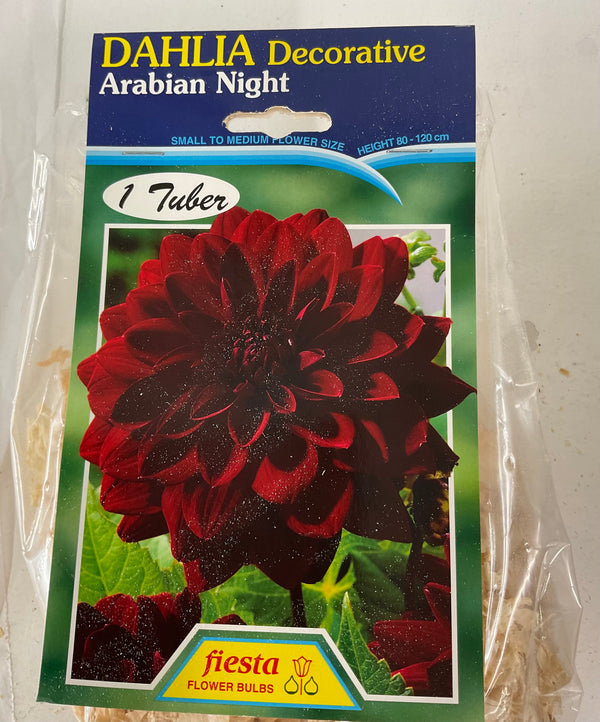 DAHLIA Decorative
Arabian Night
SMALL TO MEDIUM FLOWER SIZE HEIGHT 80 - 120 cm
1 Tuber
fiesta
FLOWER BULBS